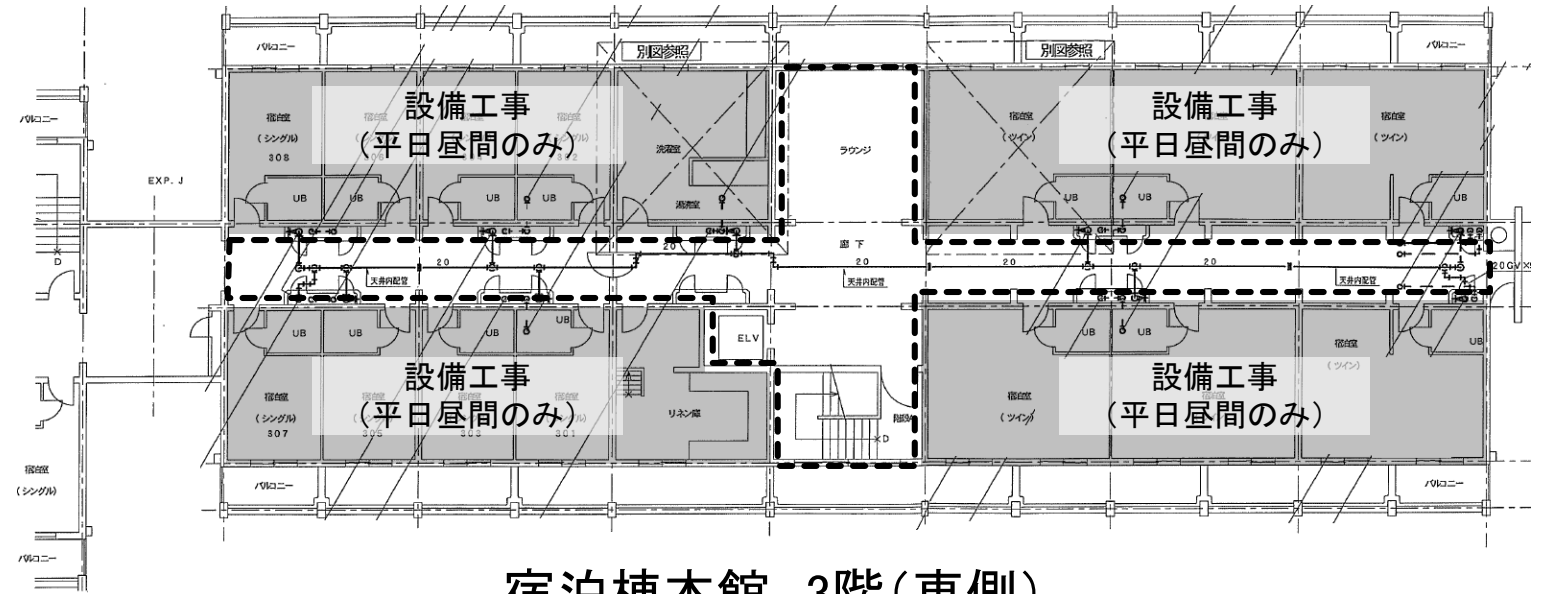 バルコニー
別図参照
別図参照
バルコニー
バルコニー
設備工事
（平日昼間のみ）
設備工事
（平日昼間のみ）
宿泊室
（シングル）
308
洗濯室
湯沸室
ラウンジ
宿泊室
（ツイン）
宿泊室
（ツイン）
EXP.J
UB
UB
UB
UB
UB
UB
UB
D
20
廊下
20
20
20
20
天井内配管
天井内配管
天井内配管
UB
UB
UB
UB
UB
UB
UB
ELV
設備工事
（平日昼間のみ）
設備工事
（平日昼間のみ）
宿泊室
（シングル）
307
305
303
301
リネン庫
D
宿泊室
（ツイン）
宿泊室
（ツイン）
宿泊室
（シングル）
バルコニー
バルコニー
バルコニー
宿泊棟本館 3階（東側）